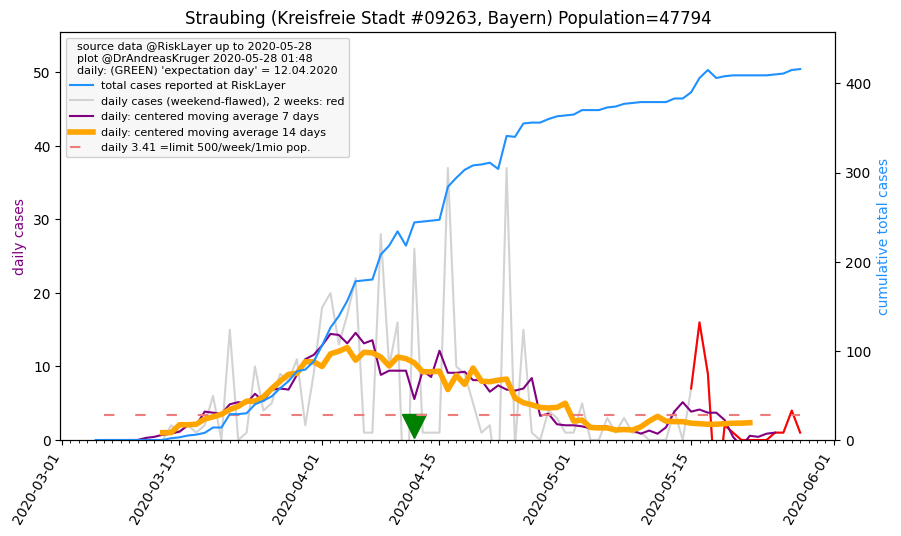 Straubing (Kreisfreie Stadt #09263, Bayern) Population=47794
source data @RiskLayer up to 2020-05-28
plot @DrAndreasKruger 2020-05-28 01:48
daily: (GREEN) 'expectation day' = 12.04.2020
total cases reported at RiskLayer
daily cases (weekend-flawed), 2 weeks: red
daily: centered moving average 7 days
daily: centered moving average 14 days
daily 3.41 =limit 500/week/1mio pop.
daily cases
50
40
30
20
10
0
cumulative total cases
400
300
200
100
0
2020-03-01
2020-03-15
2020-04-01
2020-04-15
2020-05-01
2020-05-15
2020-06-01